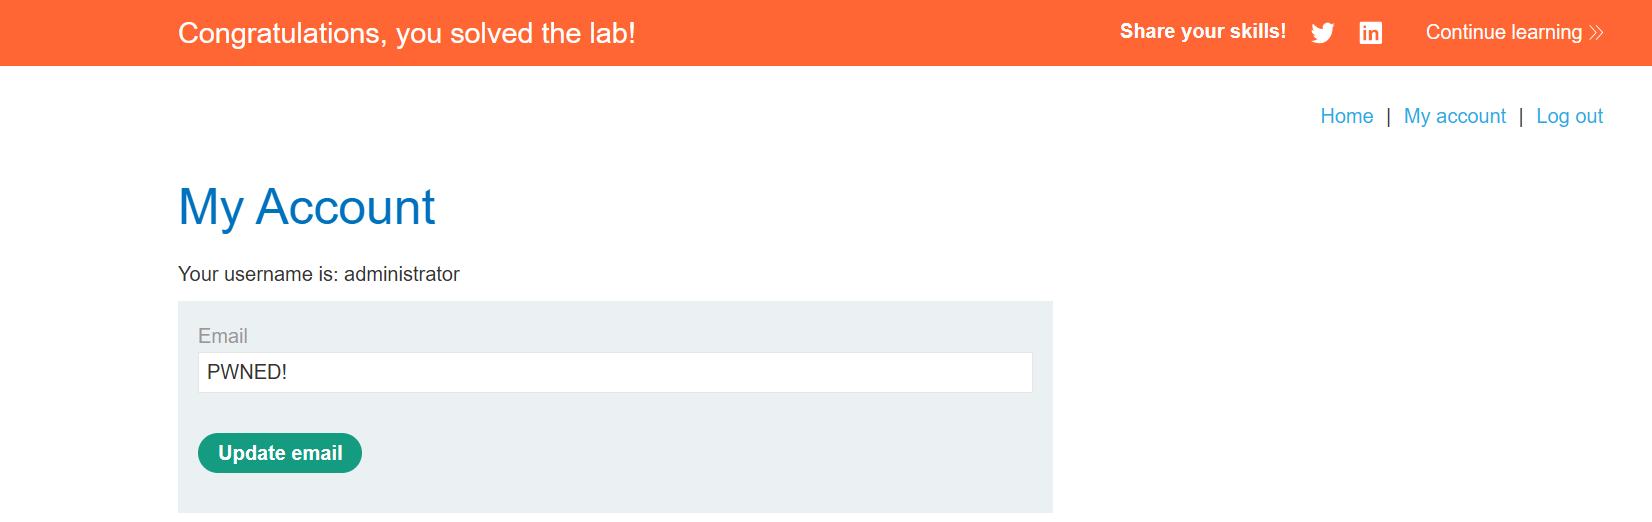 Congratulations, you solved the lab!
Share your skills!
Continue learning
Home | My account | Log out
My Account
Your username is: administrator
Email
PWNED!
Update email